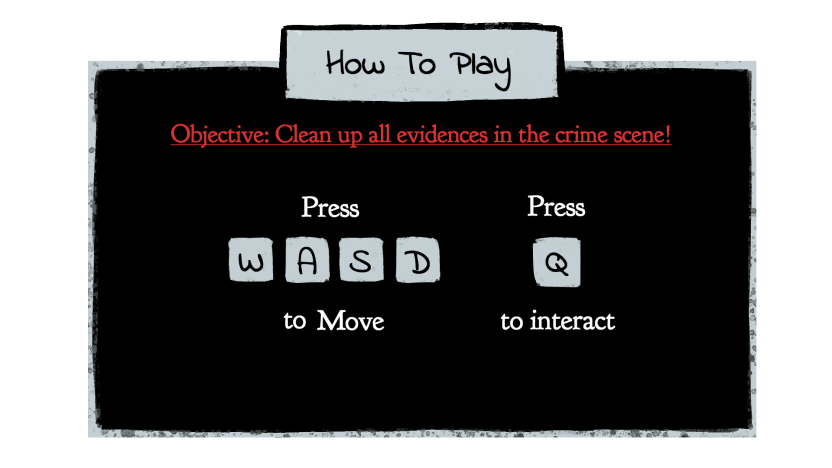 How To Play
Objective: Clean up all evidences in the crime scene!
Press
W A S D
to Move
Press
Q
to interact